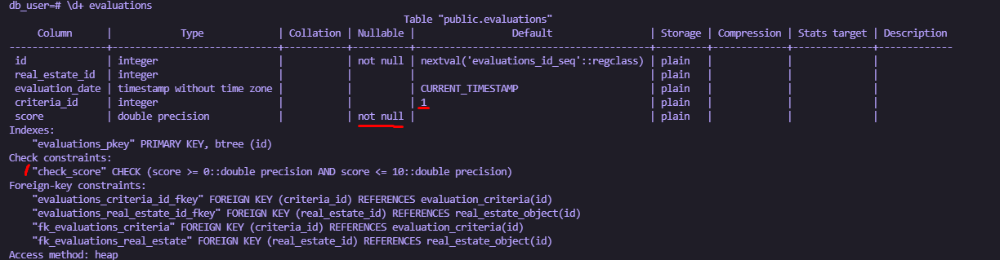 db_user=# \d+ evaluations
Table "public.evaluations"
Column | Type | Collation | Nullable | Default | Storage | Compression | Stats target | Description
-----------------+-----------------------------+-----------+----------+-----------------------------------------+---------+-------------+--------------+-------------
id | integer | | not null | nextval('evaluations_id_seq'::regclass) | plain | | |
real_estate_id | integer | | | | plain | | |
evaluation_date | timestamp without time zone | | | CURRENT_TIMESTAMP | plain | | |
criteria_id | integer | | | 1 | plain | | |
score | double precision | | not null | | plain | | |
Indexes:
"evaluations_pkey" PRIMARY KEY, btree (id)
Check constraints:
"check_score" CHECK (score >= 0::double precision AND score <= 10::double precision)
Foreign-key constraints:
"evaluations_criteria_id_fkey" FOREIGN KEY (criteria_id) REFERENCES evaluation_criteria(id)
"evaluations_real_estate_id_fkey" FOREIGN KEY (real_estate_id) REFERENCES real_estate_object(id)
"fk_evaluations_criteria" FOREIGN KEY (criteria_id) REFERENCES evaluation_criteria(id)
"fk_evaluations_real_estate" FOREIGN KEY (real_estate_id) REFERENCES real_estate_object(id)
Access method: heap